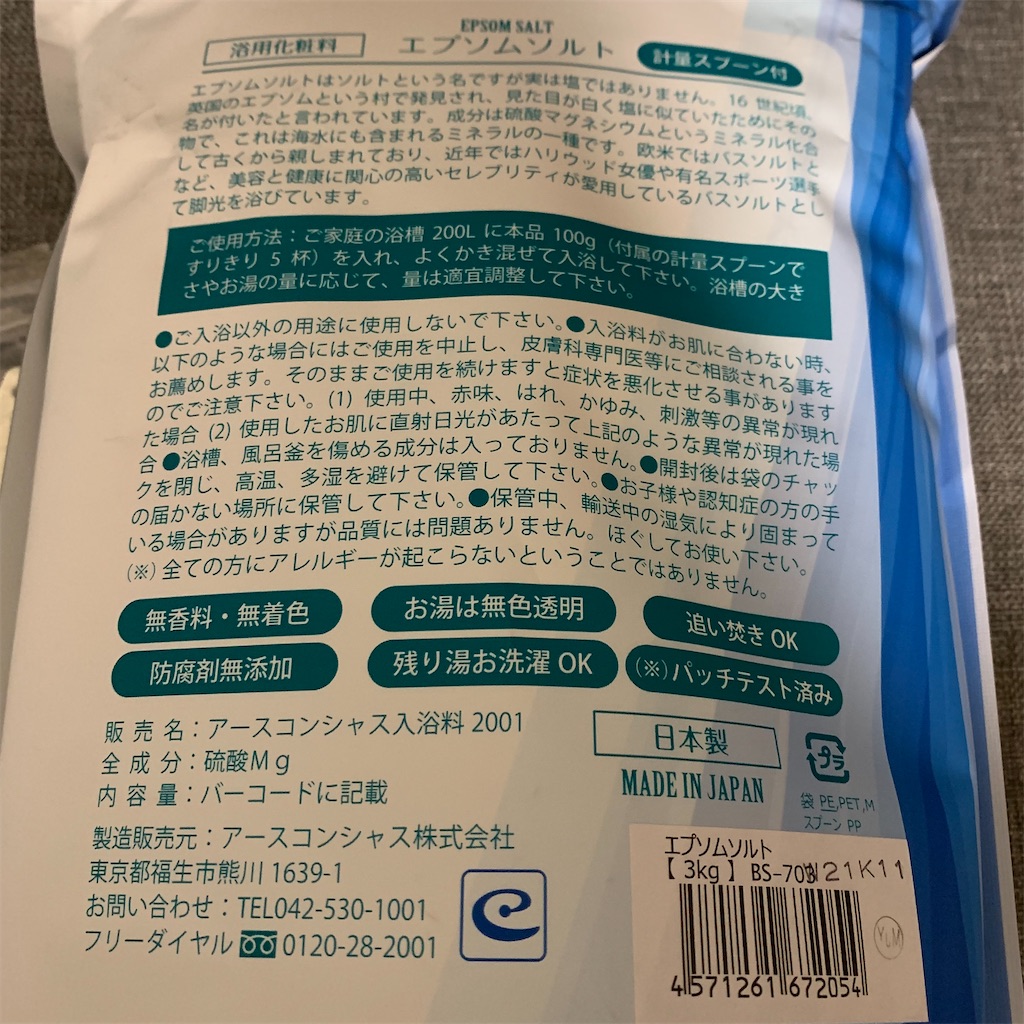 EPSOM SALT
浴用化粧料 エプソムソルト 計量スプーン付
エプソムソルトはソルトという名ですが実は塩ではありません。16 世紀頃、
英国のエプソムという村で発見され、見た目が白く塩に似ていたためにその
名が付いたと言われています。成分は硫酸マグネシウムというミネラル化合
物で、これは海水にも含まれるミネラルの一種です。欧米ではバスソルトと
して古くから親しまれており、近年ではハリウッド女優や有名スポーツ選手
など、美容と健康に関心の高いセレブリティが愛用しているバスソルトとし
て脚光を浴びています。
ご使用方法：ご家庭の浴槽 200L に本品 100g（付属の計量スプーンで
すりきり 5 杯）を入れ、よくかき混ぜて入浴して下さい。浴槽の大き
さやお湯の量に応じて、量は適宜調整して下さい。
●ご入浴以外の用途に使用しないで下さい。●入浴料がお肌に合わない時、
以下のような場合にはご使用を中止し、皮膚科専門医等にご相談される事を
お薦めします。そのままご使用を続けますと症状を悪化させる事があります
のでご注意下さい。(1) 使用中、赤味、はれ、かゆみ、刺激等の異常が現れ
た場合 (2) 使用したお肌に直射日光があたって上記のような異常が現れた場
合●浴槽、風呂釜を傷める成分は入っておりません。●開封後は袋のチャッ
クを閉じ、高温、多湿を避けて保管して下さい。●お子様や認知症の方の手
の届かない場所に保管して下さい。●保管中、輸送中の湿気により固まって
いる場合がありますが品質には問題ありません。ほぐしてお使い下さい。
(※) 全ての方にアレルギーが起こらないということではありません。
無香料・無着色 お湯は無色透明 追い焚き OK
防腐剤無添加 残り湯お洗濯 OK (※)パッチテスト済み
販売名：アースコンシャス入浴料 2001
全成分：硫酸Mg
内容量：バーコードに記載
日本製
MADE IN JAPAN
プラ
袋 PE,PET,M
スプーン PP
製造販売元：アースコンシャス株式会社
東京都福生市熊川 1639-1
お問い合わせ：TEL042-530-1001
フリーダイヤル 0120-28-2001
エプソムソルト
【 3kg 】 BS-703 21K11
YUM
4571261672054